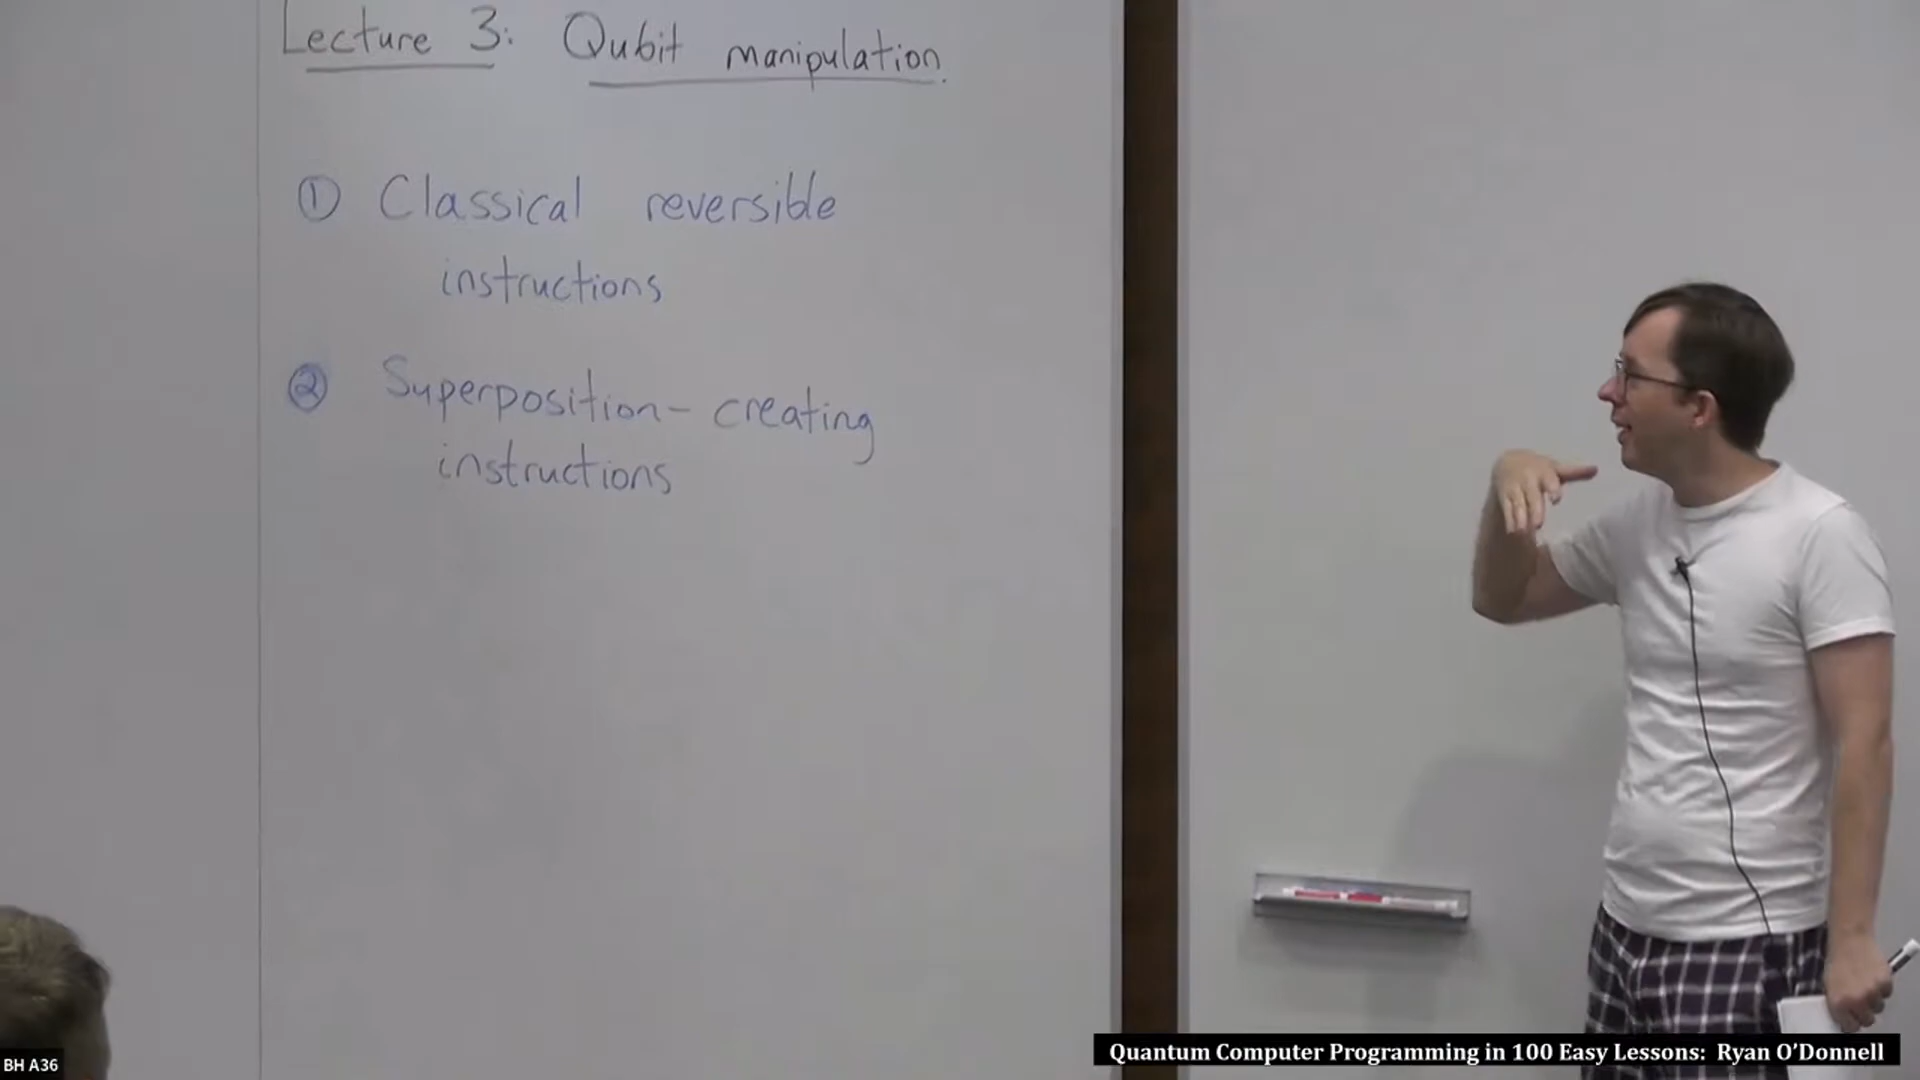 Lecture 3: Qubit manipulation.
① Classical reversible
instructions
② Superposition-creating
instructions
BH A36
Quantum Computer Programming in 100 Easy Lessons: Ryan O'Donnell